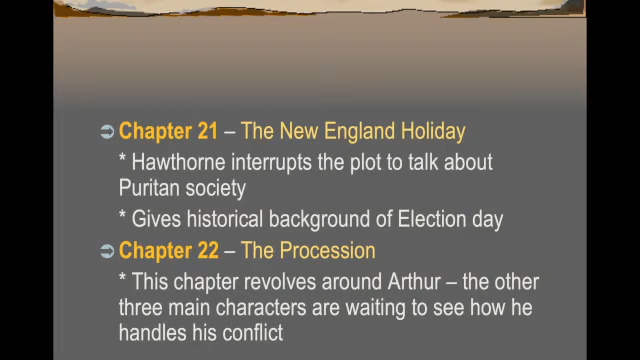 Chapter 21 – The New England Holiday
* Hawthorne interrupts the plot to talk about
Puritan society
* Gives historical background of Election day
Chapter 22 – The Procession
* This chapter revolves around Arthur – the other
three main characters are waiting to see how he
handles his conflict